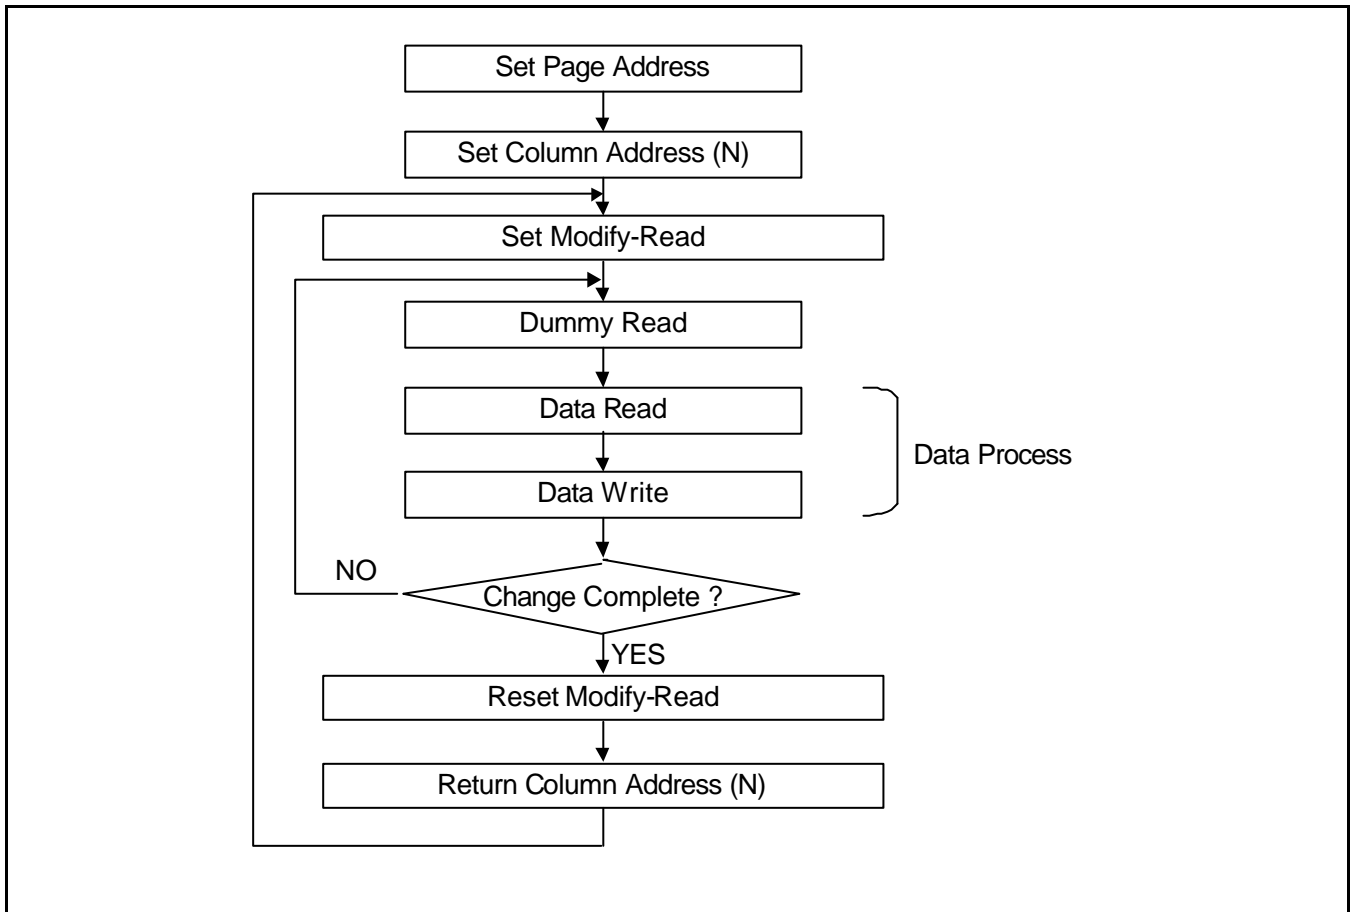 Set Page Address
Set Column Address (N)
Set Modify-Read
Dummy Read
Data Read
Data Process
Data Write
NO
Change Complete ?
YES
Reset Modify-Read
Return Column Address (N)